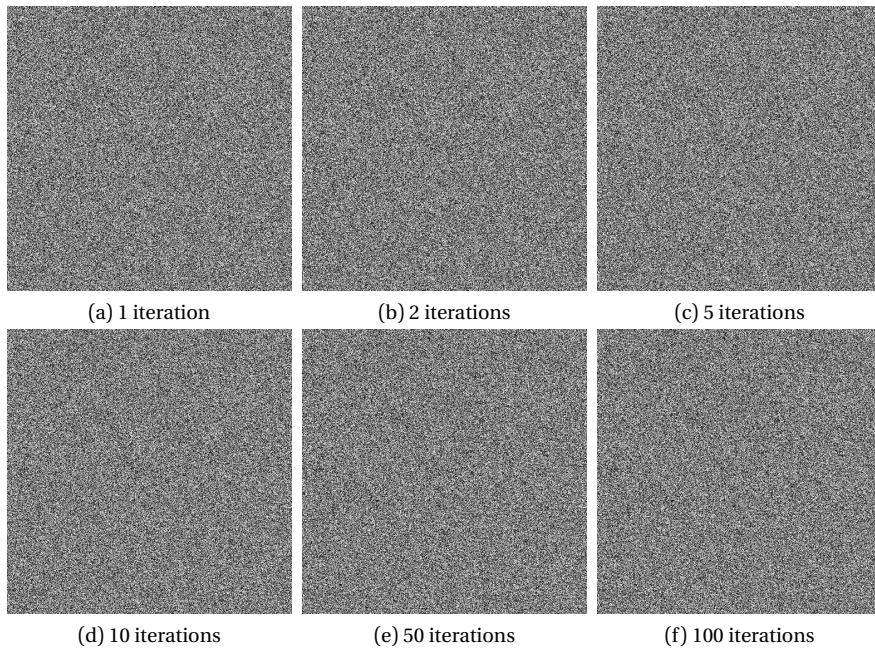 (a) 1 iteration
(b) 2 iterations
(c) 5 iterations
(d) 10 iterations
(e) 50 iterations
(f) 100 iterations